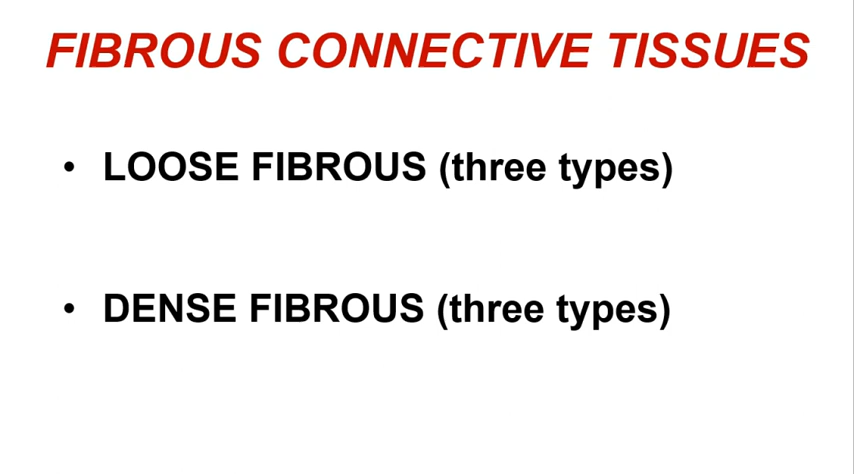 FIBROUS CONNECTIVE TISSUES
• LOOSE FIBROUS (three types)
• DENSE FIBROUS (three types)